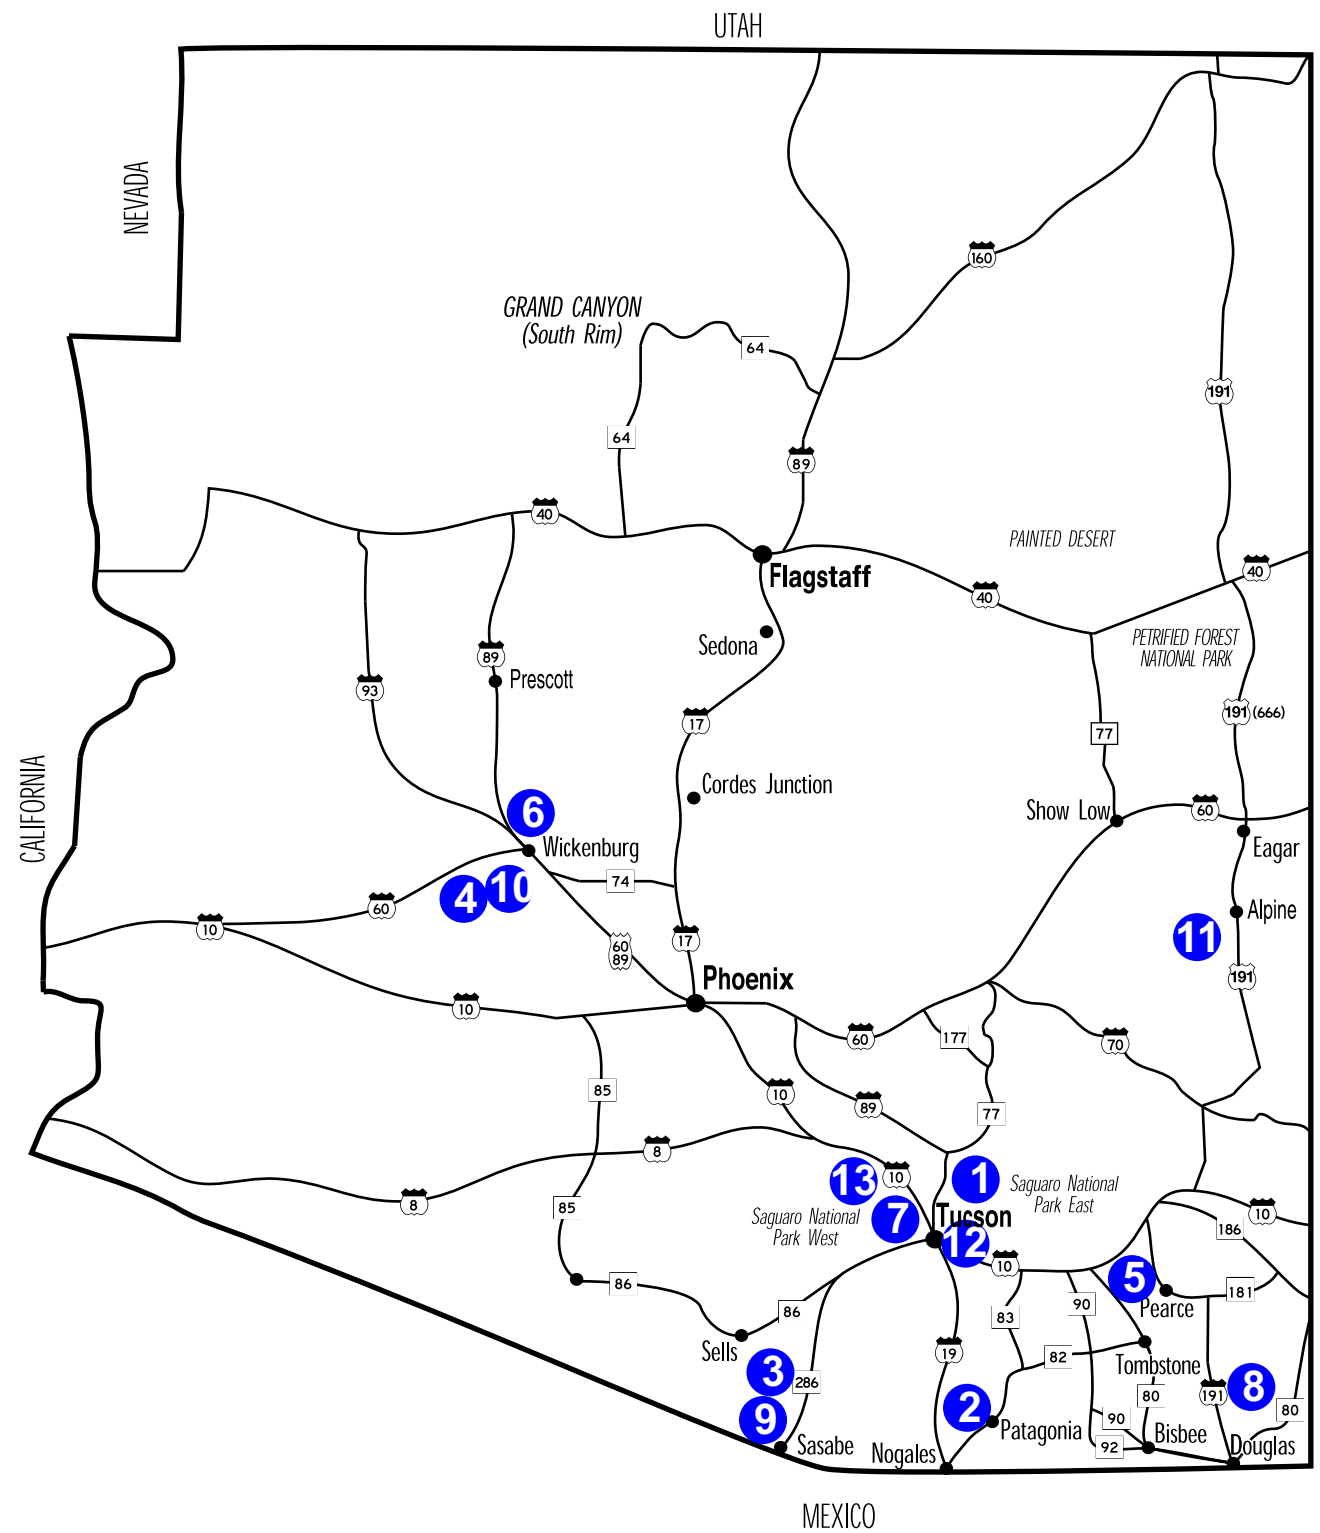 UTAH
NEVADA
160
GRAND CANYON
(South Rim)
64
191
64
89
40
PAINTED DESERT
40
Flagstaff
40
Sedona
PETRIFIED FOREST
NATIONAL PARK
89
Prescott
93
17
191 (666)
77
CALIFORNIA
Cordes Junction
6
Show Low
60
Wickenburg
Eagar
74
4
10
60
Alpine
10
11
17
60
89
191
Phoenix
10
60
177
70
85
10
89
77
8
13
10
1
Saguaro National
Park East
8
85
Saguaro National
Park West
7
Tucson
10
186
12
10
5
86
Pearce
181
86
83
90
Sells
19
82
Tombstone
3
286
8
191
80
80
2
9
Patagonia
90
Sasabe
Nogales
92
Bisbee
Douglas
MEXICO